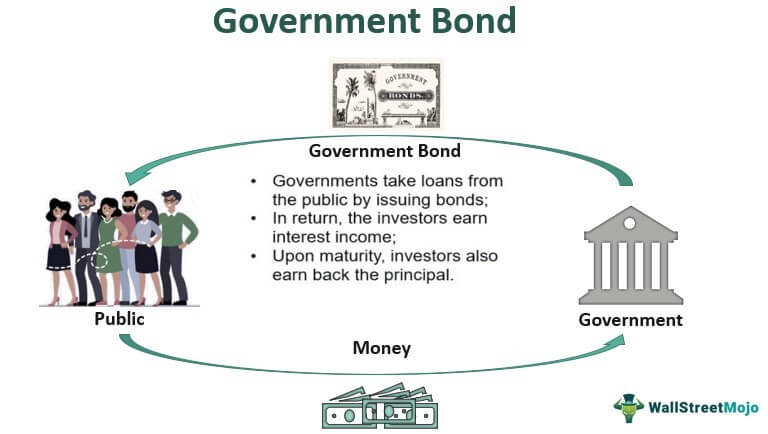 Government Bond
GOVERNMENT
BONDS
Government Bond
• Governments take loans from
the public by issuing bonds;
• In return, the investors earn
interest income;
• Upon maturity, investors also
earn back the principal.
Public
Government
Money
WallStreetMojo